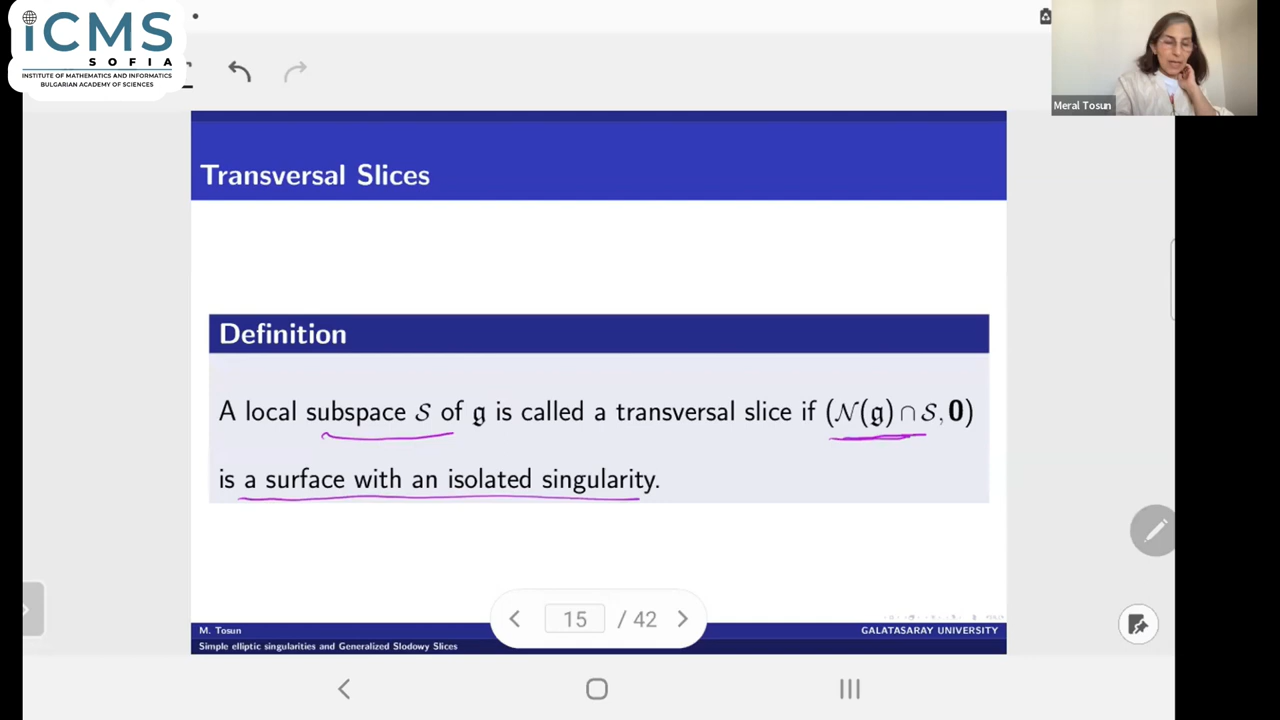 iCMS
SOFIA
INSTITUTE OF MATHEMATICS AND INFORMATICS
BULGARIAN ACADEMY OF SCIENCES
Meral Tosun
Transversal Slices
Definition
A local subspace 𝒮 of 𝔤 is called a transversal slice if (𝒩(𝔤) ∩ 𝒮, 𝟎)
is a surface with an isolated singularity.
15 / 42
M. Tosun
GALATASARAY UNIVERSITY
Simple elliptic singularities and Generalized Slodowy Slices